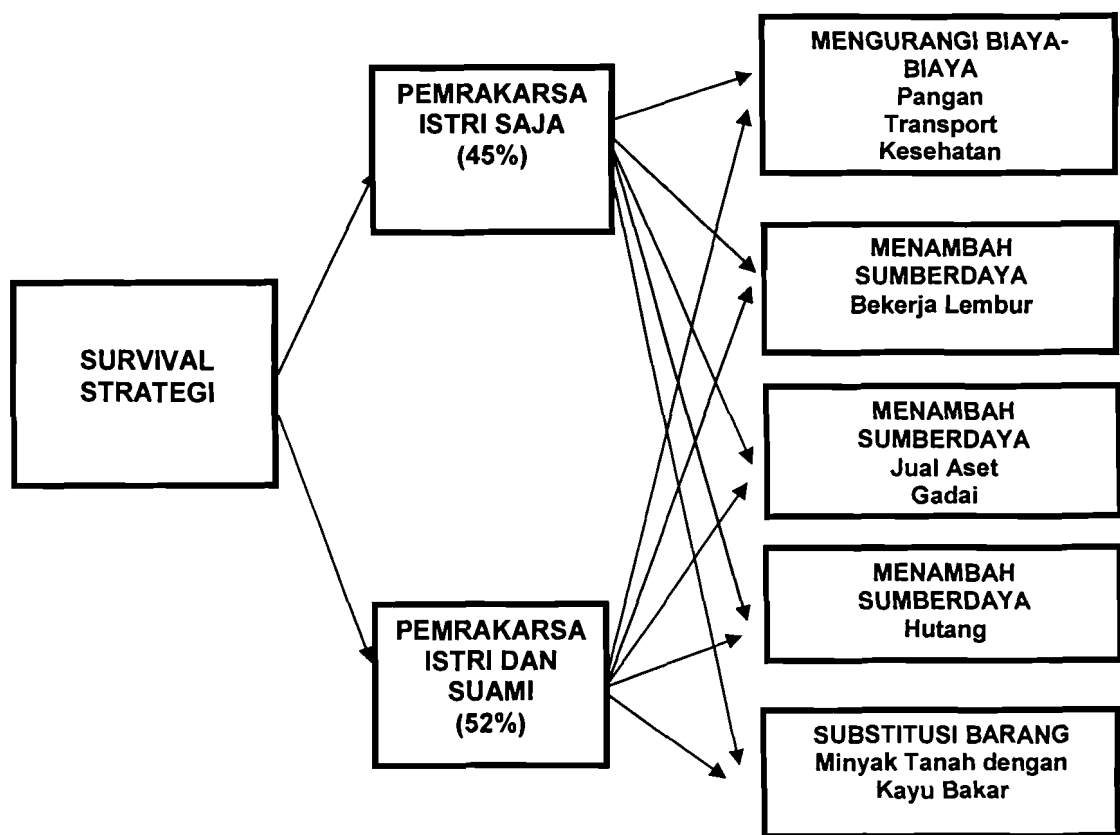 SURVIVAL
STRATEGI
PEMRAKARSA
ISTRI SAJA
(45%)
PEMRAKARSA
ISTRI DAN
SUAMI
(52%)
MENGURANGI BIAYA-
BIAYA
Pangan
Transport
Kesehatan
MENAMBAH
SUMBERDAYA
Bekerja Lembur
MENAMBAH
SUMBERDAYA
Jual Aset
Gadai
MENAMBAH
SUMBERDAYA
Hutang
SUBSTITUSI BARANG
Minyak Tanah dengan
Kayu Bakar